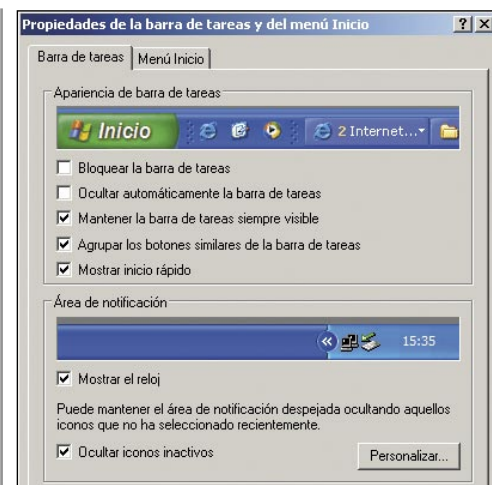 Propiedades de la barra de tareas y del menú Inicio
Barra de tareas
Menú Inicio
Apariencia de barra de tareas
Inicio
2 Internet...
Bloquear la barra de tareas
Ocultar automáticamente la barra de tareas
Mantener la barra de tareas siempre visible
Agrupar los botones similares de la barra de tareas
Mostrar inicio rápido
Área de notificación
15:35
Mostrar el reloj
Puede mantener el área de notificación despejada ocultando aquellos
iconos que no ha seleccionado recientemente.
Ocultar iconos inactivos
Personalizar...